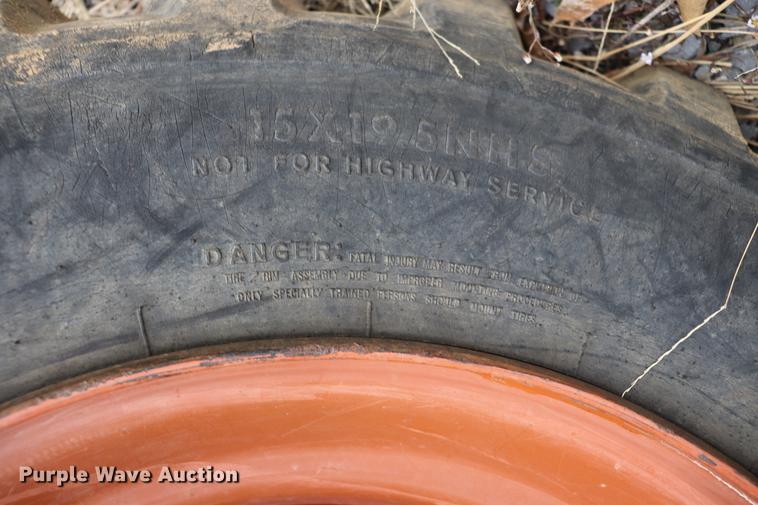 15X19.5NHS
NOT FOR HIGHWAY SERVICE
DANGER: FATAL INJURY MAY RESULT FROM EXPLOSION OF
TIRE / RIM ASSEMBLY DUE TO IMPROPER MOUNTING PROCEDURES.
ONLY SPECIALLY TRAINED PERSONS SHOULD MOUNT TIRES.
Purple Wave Auction